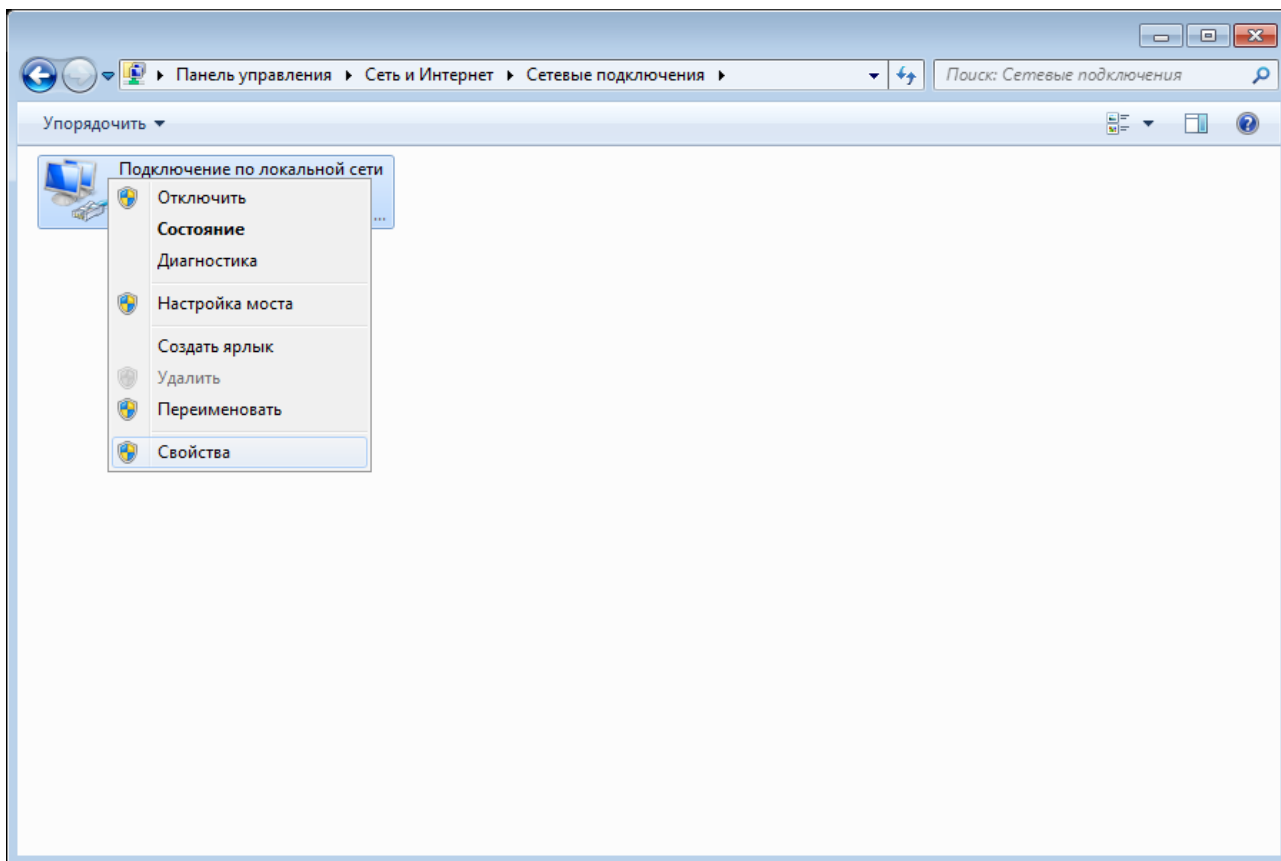 Панель управления ▸ Сеть и Интернет ▸ Сетевые подключения ▸
Поиск: Сетевые подключения
Упорядочить
Подключение по локальной сети
...
Отключить
Состояние
Диагностика
Настройка моста
Создать ярлык
Удалить
Переименовать
Свойства